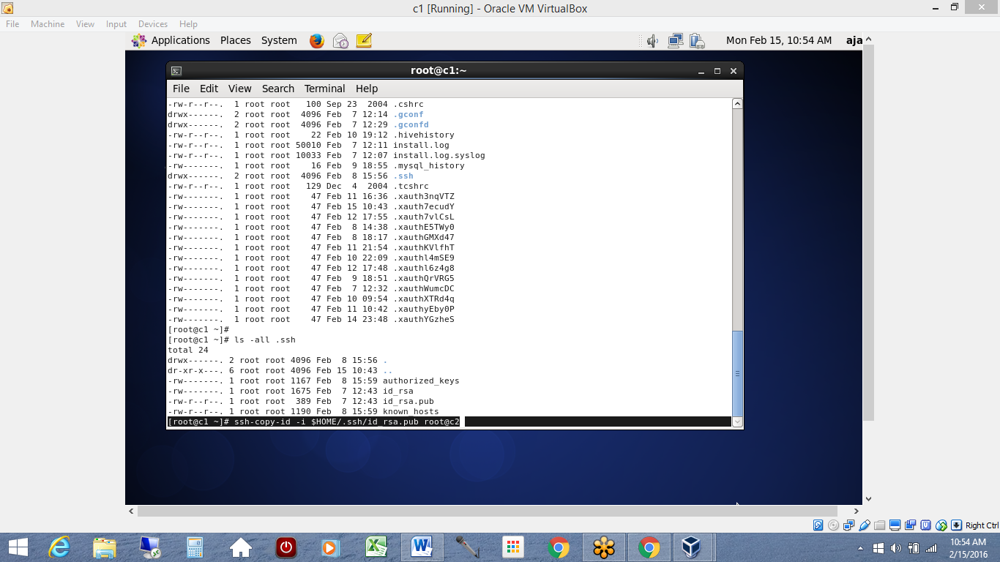 c1 [Running] - Oracle VM VirtualBox
File Machine View Input Devices Help
Applications Places System Mon Feb 15, 10:54 AM aja
root@c1:~
File Edit View Search Terminal Help
-rw-r--r--. 1 root root 100 Sep 23 2004 .cshrc
drwx------. 2 root root 4096 Feb 7 12:14 .gconf
drwx------. 2 root root 4096 Feb 7 12:29 .gconfd
-rw-r--r--. 1 root root 22 Feb 10 19:12 .hivehistory
-rw-r--r--. 1 root root 50010 Feb 7 12:11 install.log
-rw-r--r--. 1 root root 10033 Feb 7 12:07 install.log.syslog
-rw-------. 1 root root 16 Feb 9 18:55 .mysql_history
drwx------. 2 root root 4096 Feb 8 15:56 .ssh
-rw-r--r--. 1 root root 129 Dec 4 2004 .tcshrc
-rw-------. 1 root root 47 Feb 11 16:36 .xauth3nqVTZ
-rw-------. 1 root root 47 Feb 15 10:43 .xauth7ecudY
-rw-------. 1 root root 47 Feb 12 17:55 .xauth7vlCsL
-rw-------. 1 root root 47 Feb 8 14:38 .xauthE5TWy0
-rw-------. 1 root root 47 Feb 8 18:17 .xauthGMXd47
-rw-------. 1 root root 47 Feb 11 21:54 .xauthKVlfhT
-rw-------. 1 root root 47 Feb 10 22:09 .xauthl4mSE9
-rw-------. 1 root root 47 Feb 12 17:48 .xauthl6z4g8
-rw-------. 1 root root 47 Feb 9 18:51 .xauthQrVRG5
-rw-------. 1 root root 47 Feb 7 12:32 .xauthWumcDC
-rw-------. 1 root root 47 Feb 10 09:54 .xauthXTRd4q
-rw-------. 1 root root 47 Feb 11 10:42 .xauthyEby0P
-rw-------. 1 root root 47 Feb 14 23:48 .xauthYGzheS
[root@c1 ~]#
[root@c1 ~]# ls -all .ssh
total 24
drwx------. 2 root root 4096 Feb 8 15:56 .
dr-xr-x---. 6 root root 4096 Feb 15 10:43 ..
-rw-------. 1 root root 1167 Feb 8 15:59 authorized_keys
-rw-------. 1 root root 1675 Feb 7 12:43 id_rsa
-rw-r--r--. 1 root root 389 Feb 7 12:43 id_rsa.pub
-rw-r--r--. 1 root root 1190 Feb 8 15:59 known_hosts
[root@c1 ~]# ssh-copy-id -i $HOME/.ssh/id_rsa.pub root@c2
Right Ctrl
10:54 AM
2/15/2016